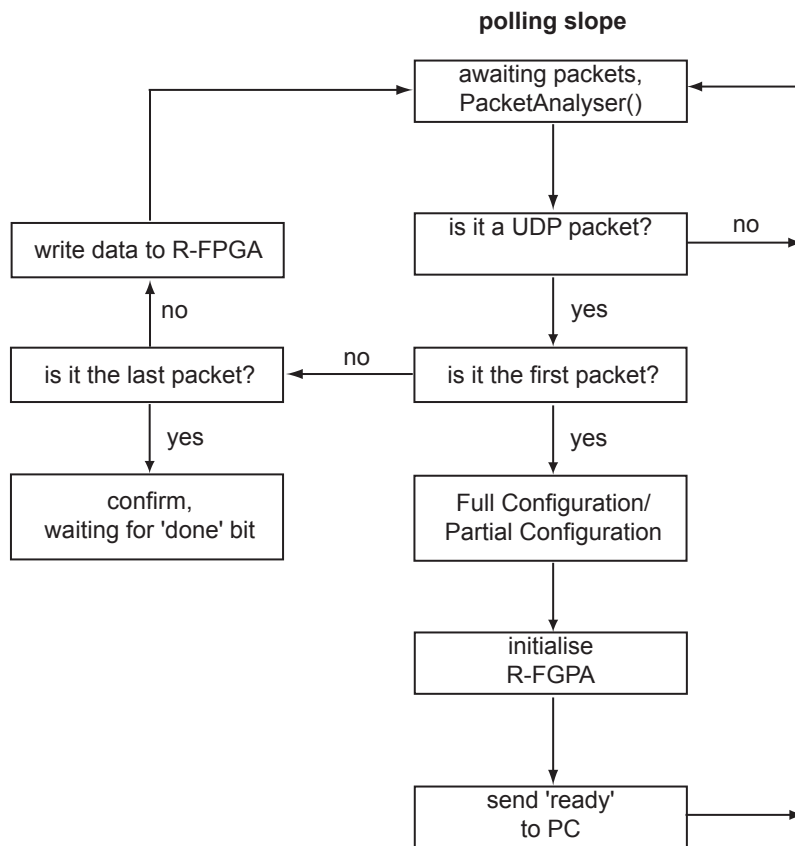 polling slope
awaiting packets,
PacketAnalyser()
is it a UDP packet?
no
yes
is it the first packet?
no
is it the last packet?
no
write data to R-FPGA
yes
confirm,
waiting for 'done' bit
yes
Full Configuration/
Partial Configuration
initialise
R-FGPA
send 'ready'
to PC